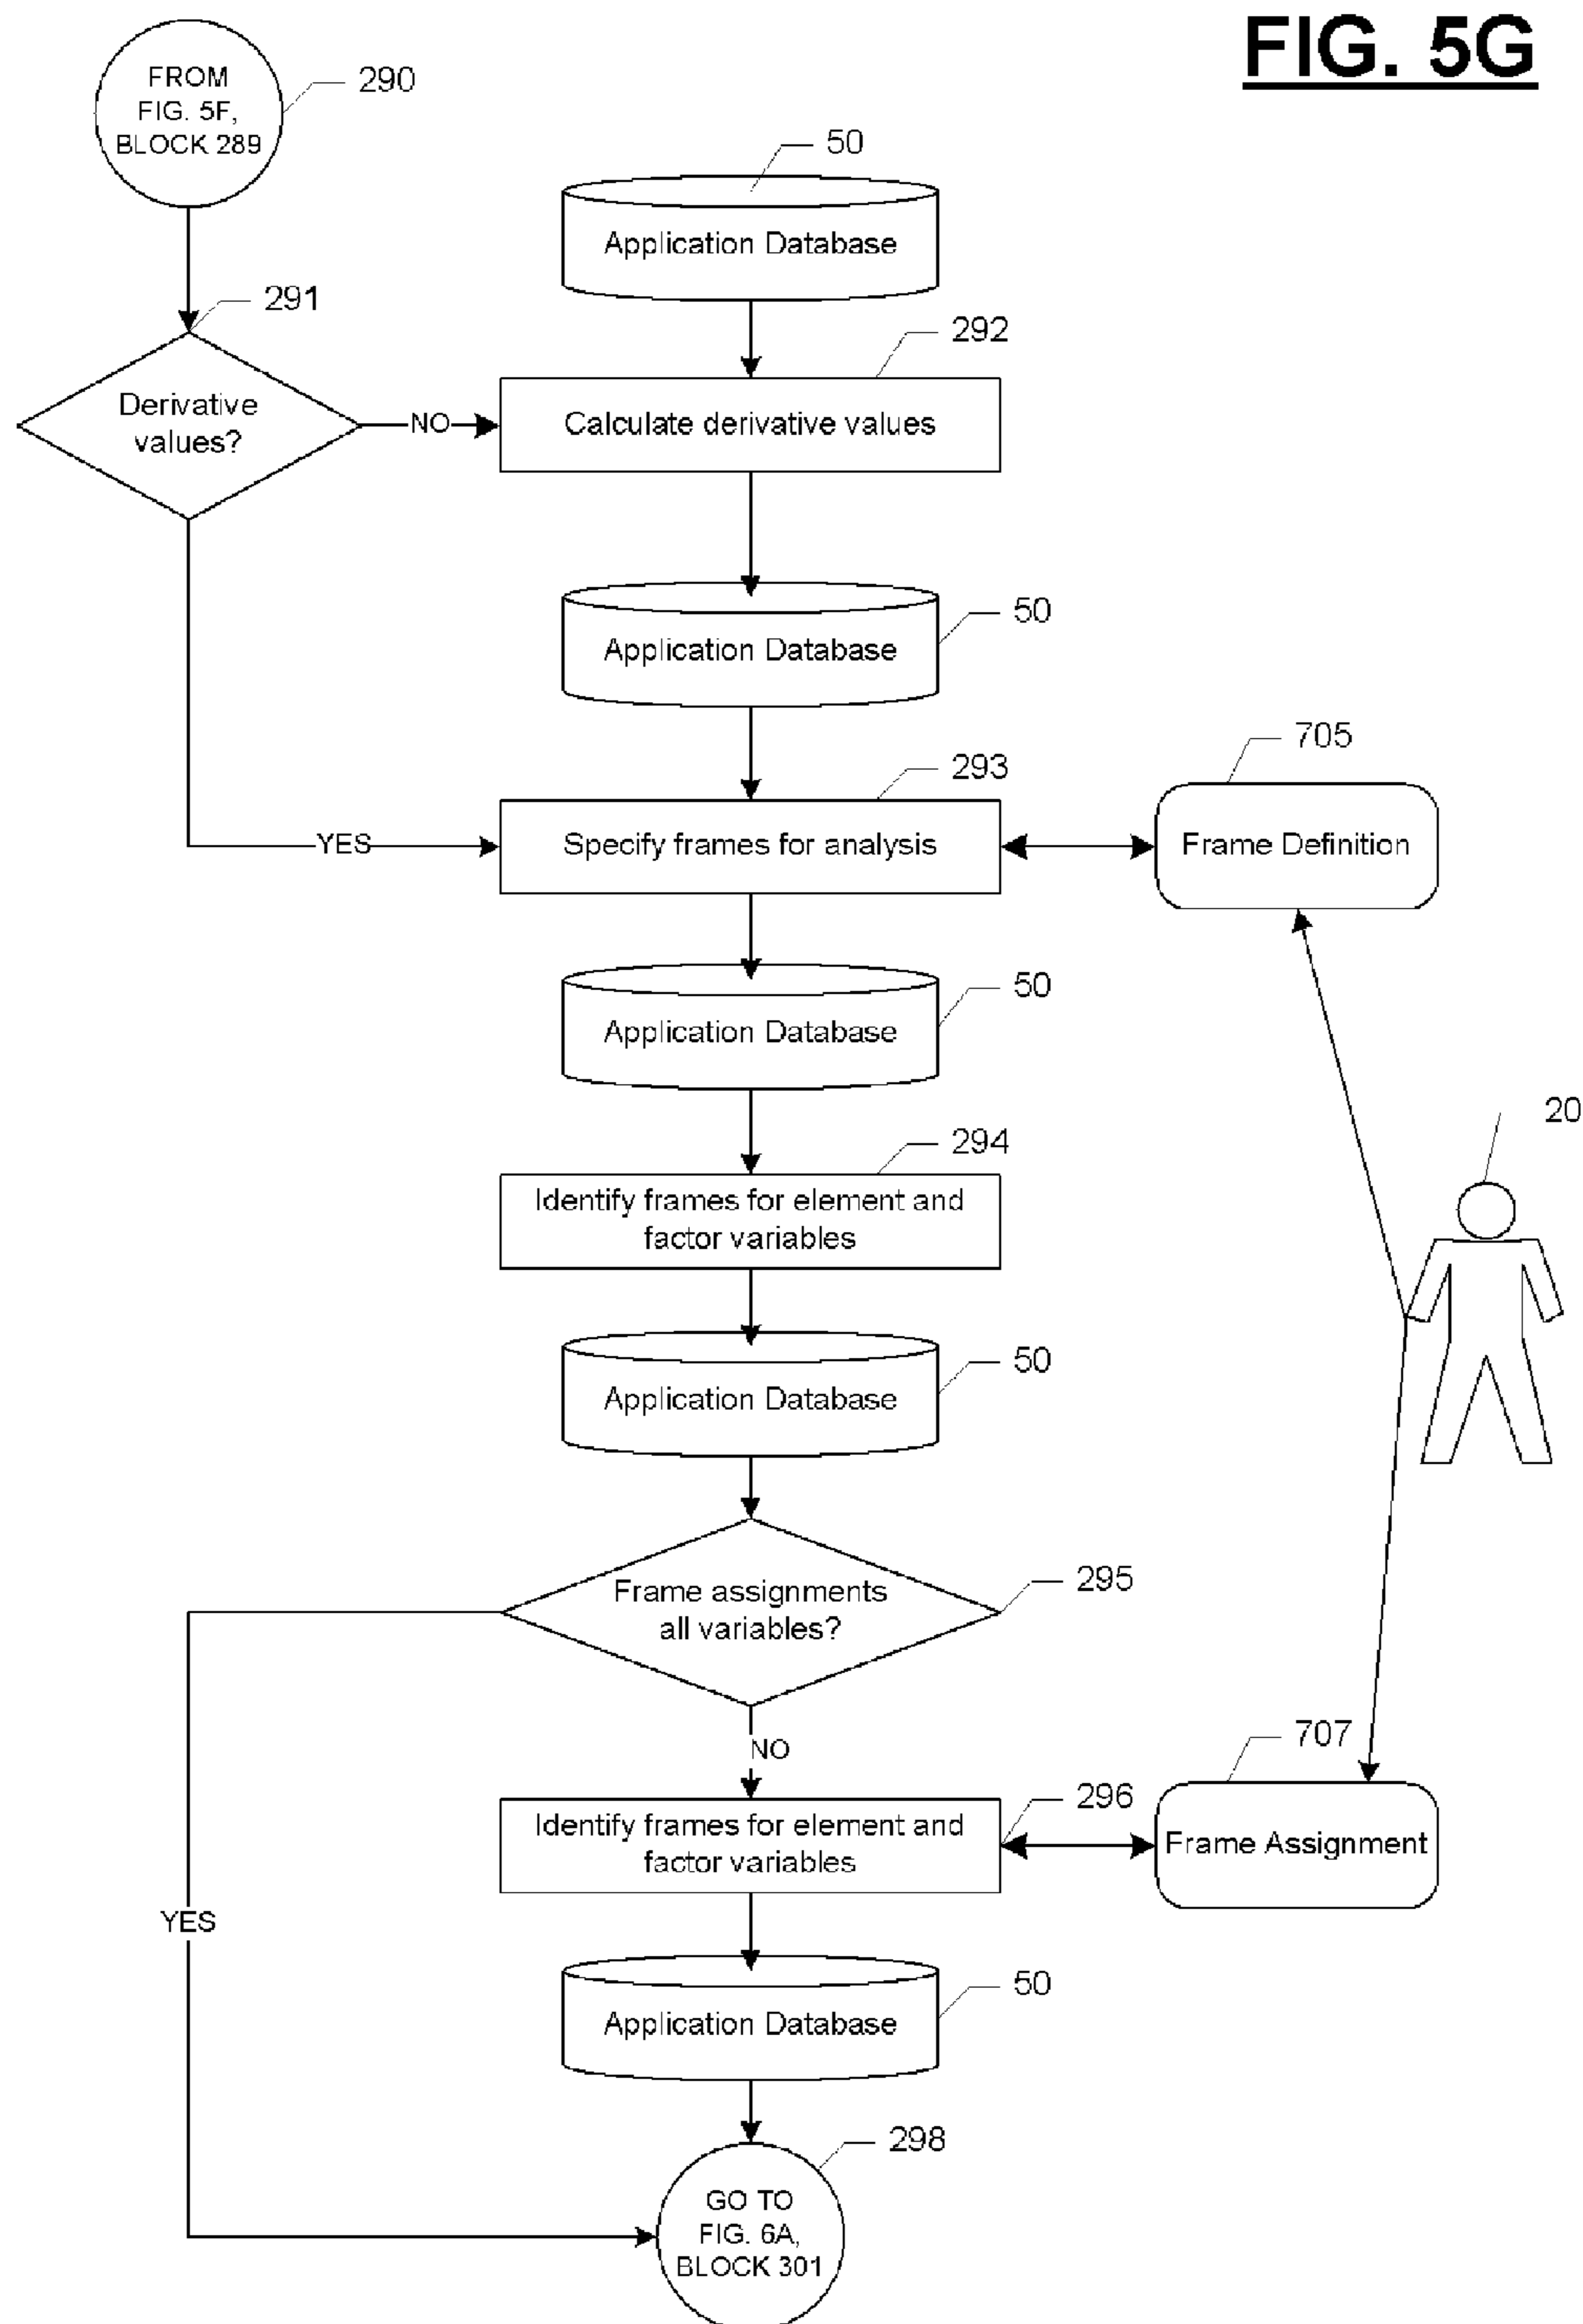 FIG. 5G
FROM
FIG. 5F,
BLOCK 289
290
50
Application Database
291
292
Derivative
values?
NO
Calculate derivative values
50
Application Database
293
705
YES
Specify frames for analysis
Frame Definition
50
Application Database
20
294
Identify frames for element and
factor variables
50
Application Database
295
Frame assignments
all variables?
NO
707
296
Identify frames for element and
factor variables
Frame Assignment
YES
50
Application Database
298
GO TO
FIG. 6A,
BLOCK 301